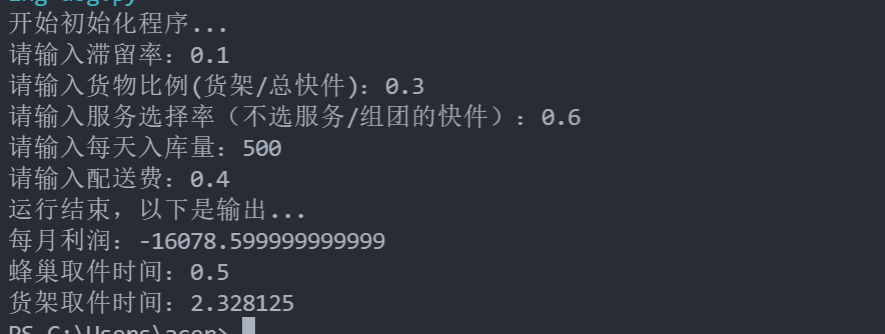 开始初始化程序...
请输入滞留率：0.1
请输入货物比例(货架/总快件)：0.3
请输入服务选择率（不选服务/组团的快件）：0.6
请输入每天入库量：500
请输入配送费：0.4
运行结束，以下是输出...
每月利润：-16078.599999999999
蜂巢取件时间：0.5
货架取件时间：2.328125
PS C:\Users\acen>